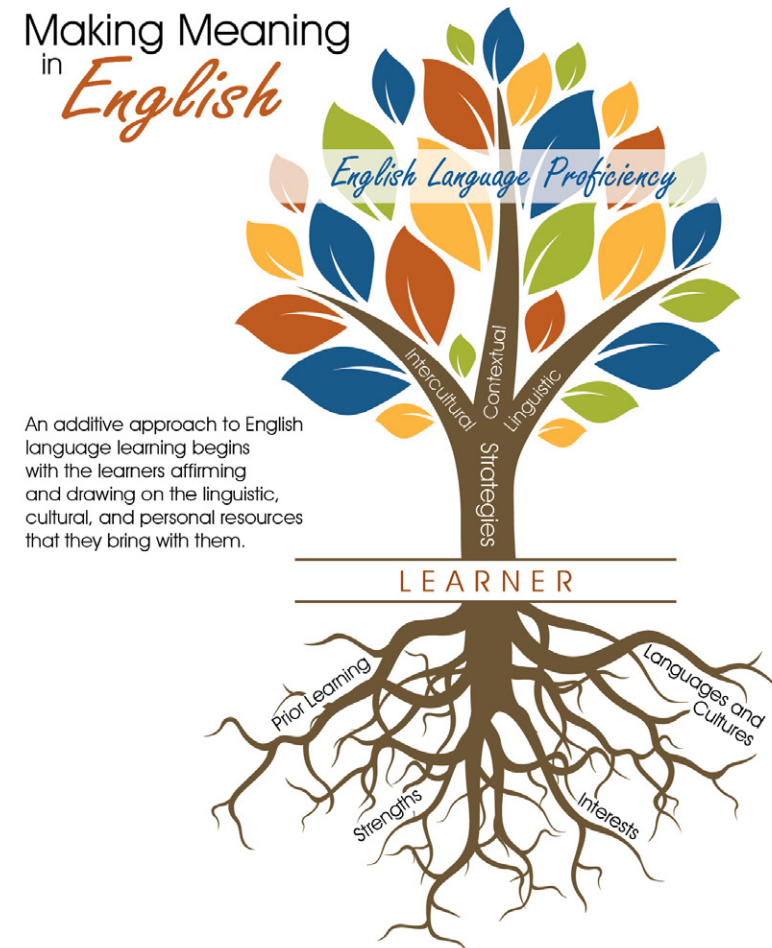 Making Meaning
in
English
English Language Proficiency
Intercultural
Contextual
Linguistic
Strategies
An additive approach to English
language learning begins
with the learners affirming
and drawing on the linguistic,
cultural, and personal resources
that they bring with them.
LEARNER
Prior Learning
Languages and
Cultures
Strengths
Interests